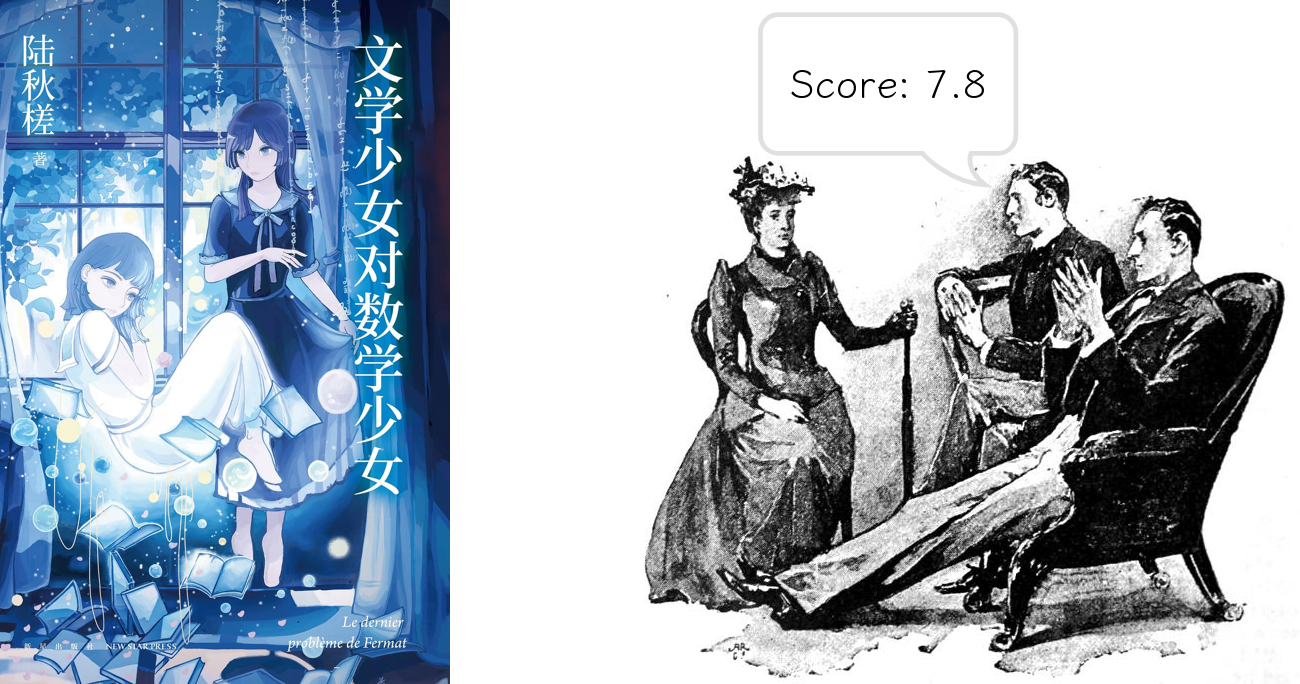 陆秋槎
著
文学少女对数学少女
Le dernier
problème de Fermat
新星出版社 NEW STAR PRESS
Score: 7.8